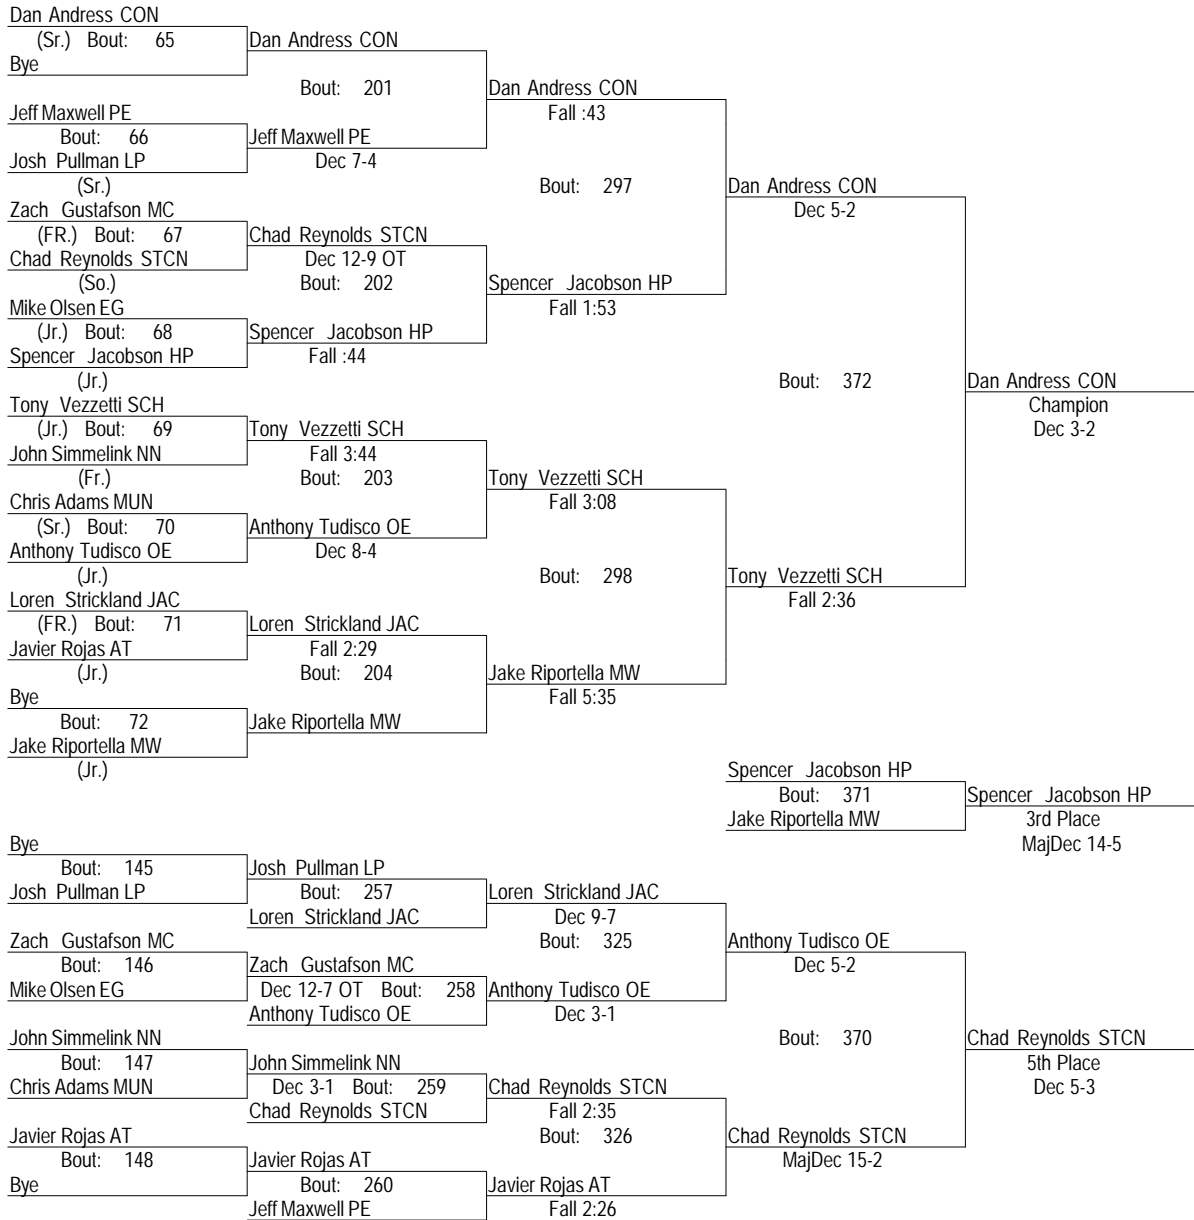 Dan Andress CON
(Sr.) Bout: 65 Dan Andress CON
Bye
Bout: 201 Dan Andress CON
Jeff Maxwell PE Fall :43
Bout: 66 Jeff Maxwell PE
Josh Pullman LP Dec 7-4
(Sr.) Bout: 297 Dan Andress CON
Zach Gustafson MC Dec 5-2
(FR.) Bout: 67 Chad Reynolds STCN
Chad Reynolds STCN Dec 12-9 OT
(So.) Bout: 202 Spencer Jacobson HP
Mike Olsen EG Fall 1:53
(Jr.) Bout: 68 Spencer Jacobson HP
Spencer Jacobson HP Fall :44
(Jr.) Bout: 372 Dan Andress CON
Tony Vezzetti SCH Champion
(Jr.) Bout: 69 Tony Vezzetti SCH Dec 3-2
John Simmelink NN Fall 3:44
(Fr.) Bout: 203 Tony Vezzetti SCH
Chris Adams MUN Fall 3:08
(Sr.) Bout: 70 Anthony Tudisco OE
Anthony Tudisco OE Dec 8-4
(Jr.) Bout: 298 Tony Vezzetti SCH
Loren Strickland JAC Fall 2:36
(FR.) Bout: 71 Loren Strickland JAC
Javier Rojas AT Fall 2:29
(Jr.) Bout: 204 Jake Riportella MW
Bye Fall 5:35
Bout: 72 Jake Riportella MW
Jake Riportella MW
(Jr.) Spencer Jacobson HP
Bout: 371 Spencer Jacobson HP
Jake Riportella MW 3rd Place
Bye MajDec 14-5
Bout: 145 Josh Pullman LP
Josh Pullman LP Bout: 257 Loren Strickland JAC
Loren Strickland JAC Dec 9-7
Zach Gustafson MC Bout: 325 Anthony Tudisco OE
Bout: 146 Zach Gustafson MC Dec 5-2
Mike Olsen EG Dec 12-7 OT Bout: 258 Anthony Tudisco OE
Anthony Tudisco OE Dec 3-1
John Simmelink NN Bout: 370 Chad Reynolds STCN
Bout: 147 John Simmelink NN 5th Place
Chris Adams MUN Dec 3-1 Bout: 259 Chad Reynolds STCN Dec 5-3
Chad Reynolds STCN Fall 2:35
Javier Rojas AT Bout: 326 Chad Reynolds STCN
Bout: 148 Javier Rojas AT MajDec 15-2
Bye Bout: 260 Javier Rojas AT
Jeff Maxwell PE Fall 2:26